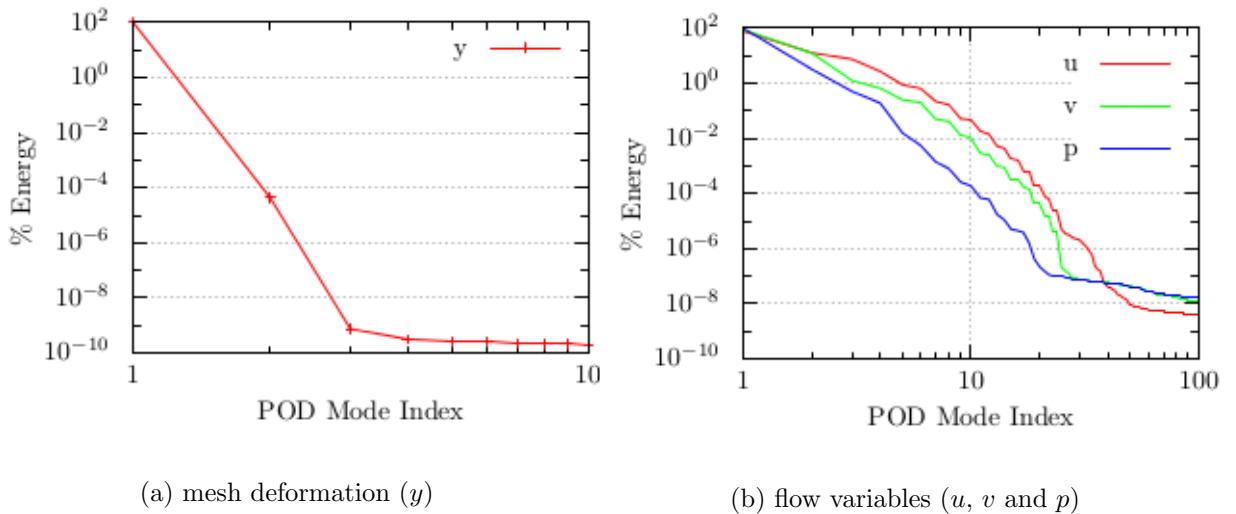 % Energy
10^2
10^0
10^-2
10^-4
10^-6
10^-8
10^-10
y
1
10
POD Mode Index
(a) mesh deformation (y)
% Energy
10^2
10^0
10^-2
10^-4
10^-6
10^-8
10^-10
u
v
p
1
10
100
POD Mode Index
(b) flow variables (u, v and p)